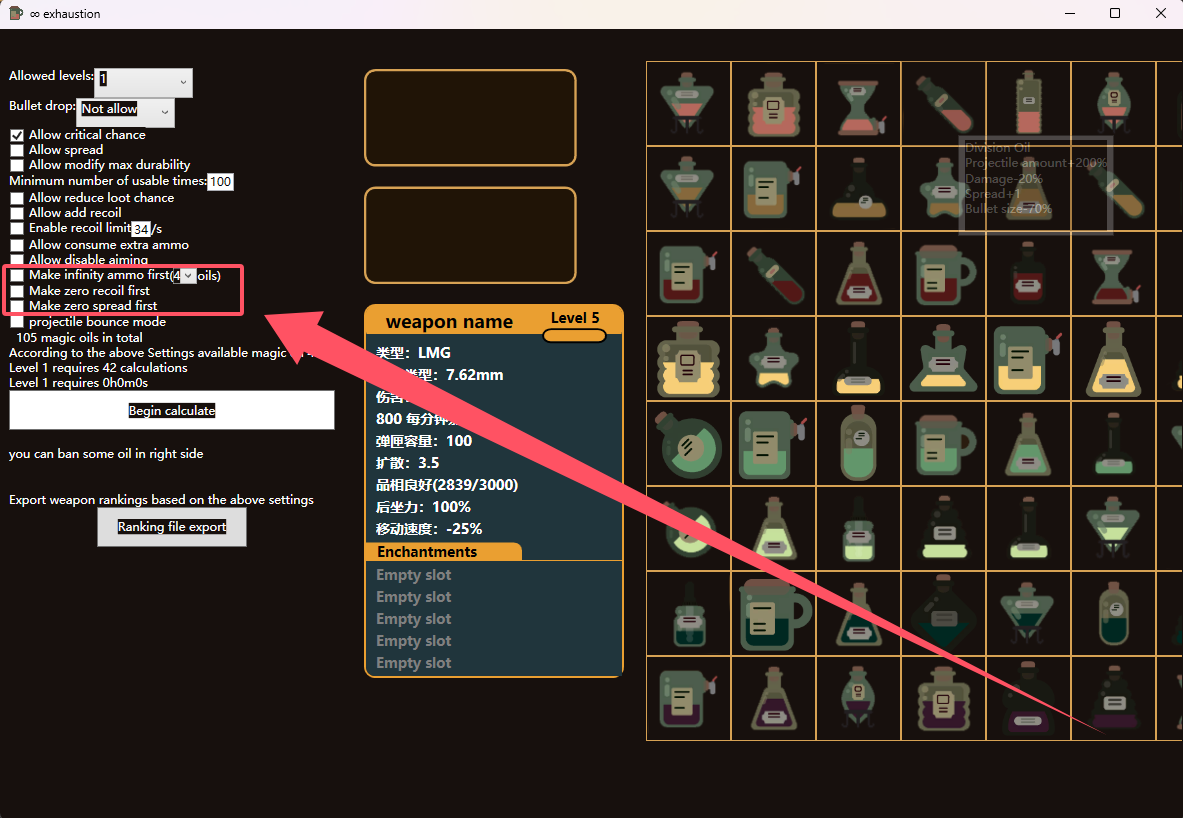 ∞ exhaustion
Allowed levels: 1
Bullet drop: Not allow
Allow critical chance
Allow spread
Allow modify max durability
Minimum number of usable times: 100
Allow reduce loot chance
Allow add recoil
Enable recoil limit 34 /s
Allow consume extra ammo
Allow disable aiming
Make infinity ammo first(4 oils)
Make zero recoil first
Make zero spread first
projectile bounce mode
105 magic oils in total
According to the above Settings available magic
Level 1 requires 42 calculations
Level 1 requires 0h0m0s
Begin calculate
you can ban some oil in right side
Export weapon rankings based on the above settings
Ranking file export
weapon name
Level 5
类型：LMG
类型：7.62mm
伤害
800 每分钟
弹匣容量：100
扩散：3.5
品相良好(2839/3000)
后坐力：100%
移动速度：-25%
Enchantments
Empty slot
Empty slot
Empty slot
Empty slot
Empty slot
Division Oil
Projectile amount+200%
Damage-20%
Spread+1
Bullet size-70%